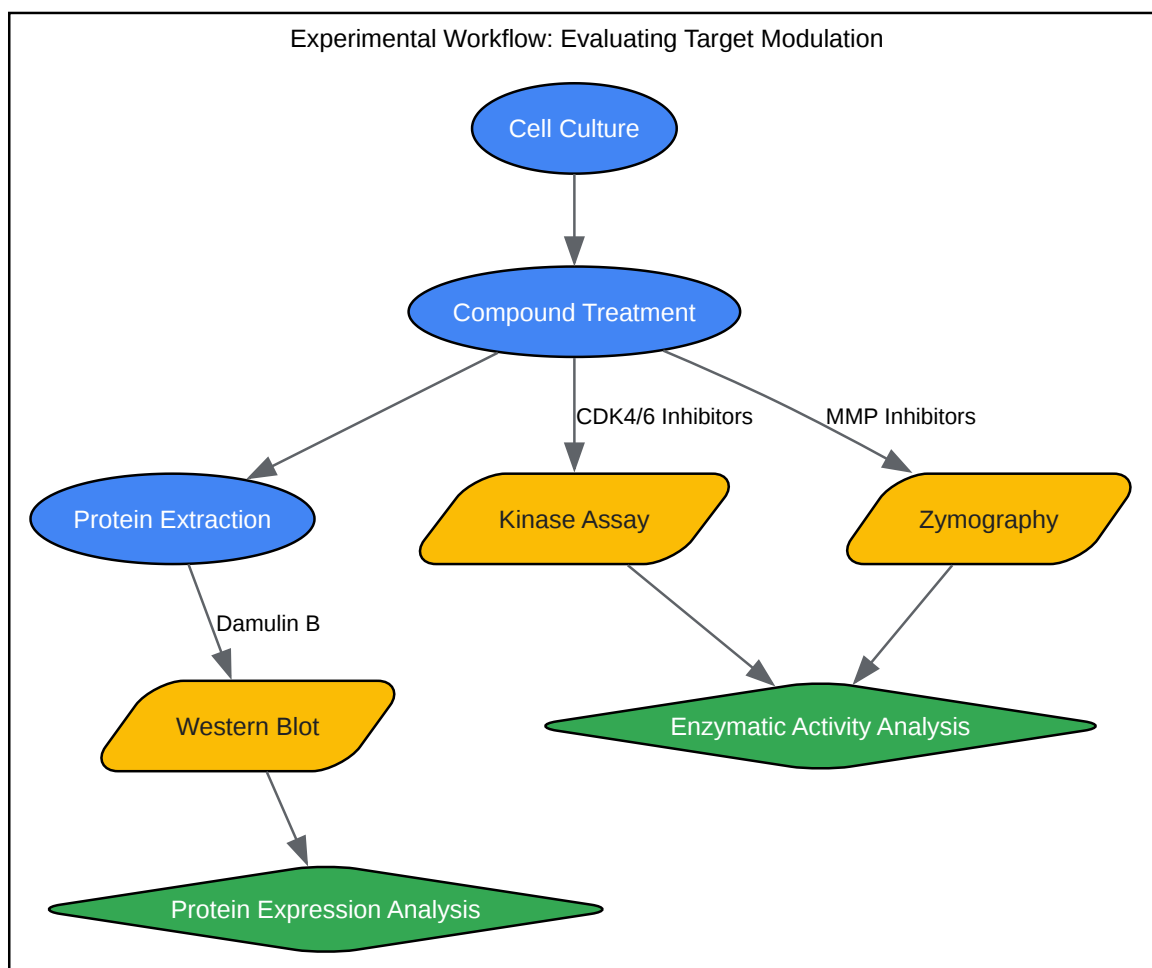 Experimental Workflow: Evaluating Target Modulation
Cell Culture
Compound Treatment
CDK4/6 Inhibitors
MMP Inhibitors
Protein Extraction
Kinase Assay
Zymography
Damulin B
Western Blot
Enzymatic Activity Analysis
Protein Expression Analysis